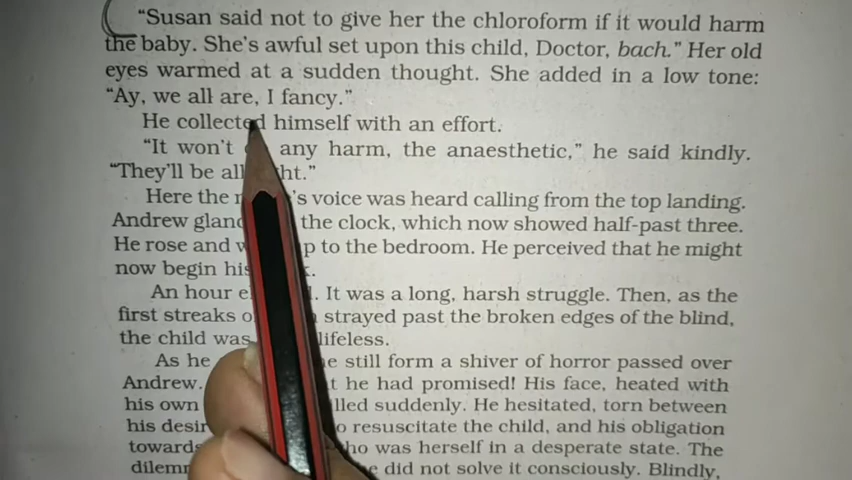 “Susan said not to give her the chloroform if it would harm
the baby. She’s awful set upon this child, Doctor, bach.” Her old
eyes warmed at a sudden thought. She added in a low tone:
“Ay, we all are, I fancy.”
He collected himself with an effort.
“It won’t any harm, the anaesthetic,” he said kindly.
“They’ll be all
Here the voice was heard calling from the top landing.
Andrew the clock, which now showed half-past three.
He rose and to the bedroom. He perceived that he might
now begin
An hour It was a long, harsh struggle. Then, as the
first streaks strayed past the broken edges of the blind,
the child was lifeless.
As he still form a shiver of horror passed over
Andrew. he had promised! His face, heated with
his own suddenly. He hesitated, torn between
his resuscitate the child, and his obligation
was herself in a desperate state. The
did not solve it consciously. Blindly,